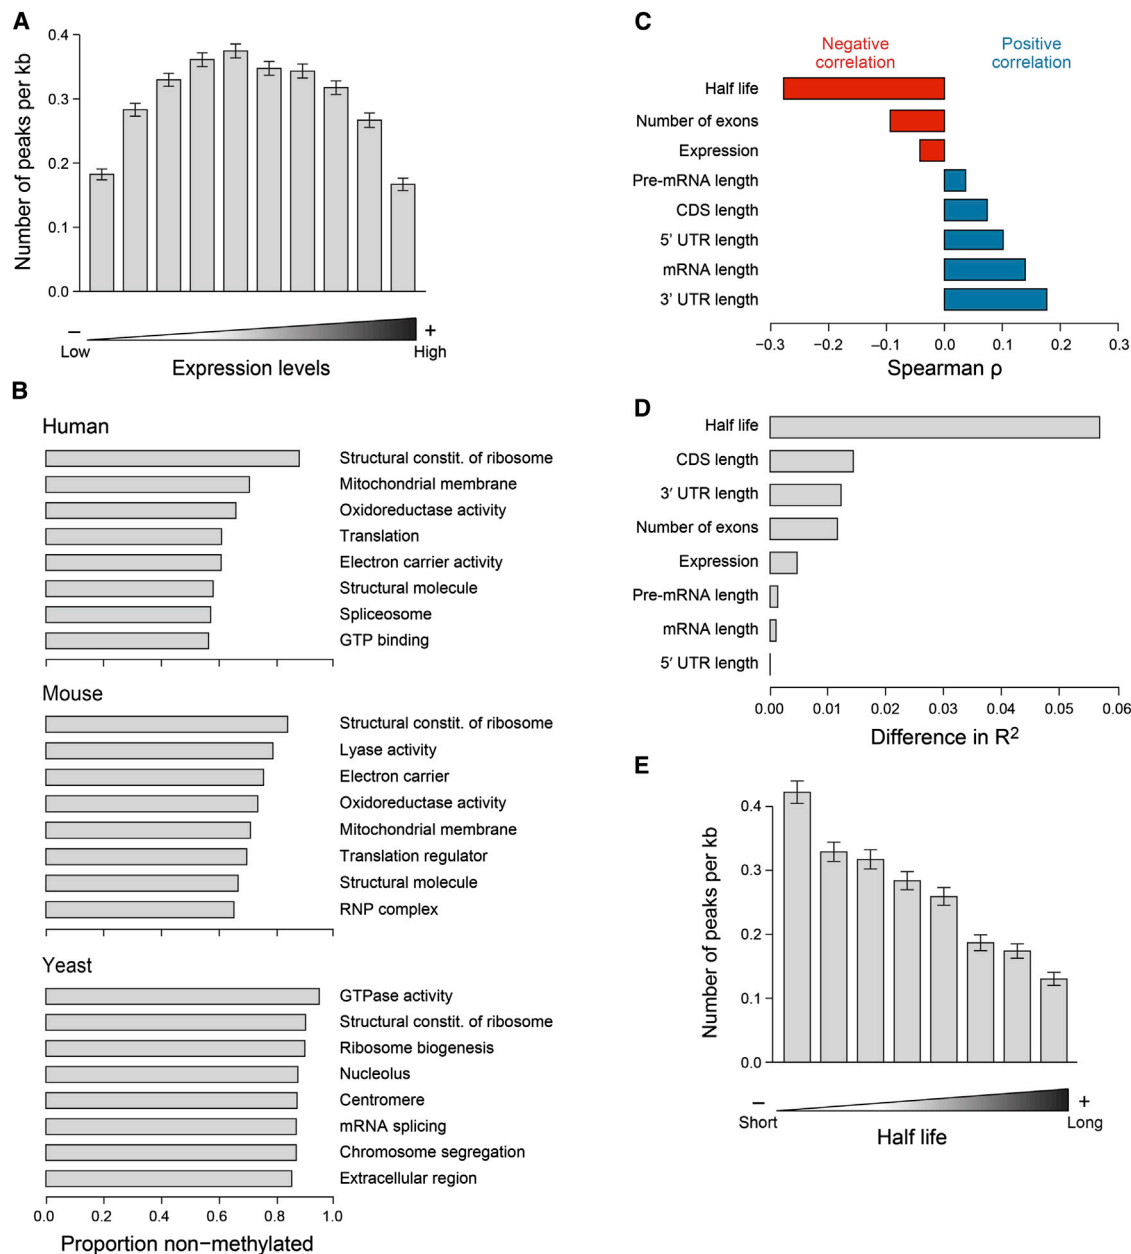 A
0.4
0.3
0.2
0.1
0.0
Number of peaks per kb
– +
Low High
Expression levels
B
Human
Structural constit. of ribosome
Mitochondrial membrane
Oxidoreductase activity
Translation
Electron carrier activity
Structural molecule
Spliceosome
GTP binding
Mouse
Structural constit. of ribosome
Lyase activity
Electron carrier
Oxidoreductase activity
Mitochondrial membrane
Translation regulator
Structural molecule
RNP complex
Yeast
GTPase activity
Structural constit. of ribosome
Ribosome biogenesis
Nucleolus
Centromere
mRNA splicing
Chromosome segregation
Extracellular region
0.0 0.2 0.4 0.6 0.8 1.0
Proportion non−methylated
C
Negative
correlation
Positive
correlation
Half life
Number of exons
Expression
Pre-mRNA length
CDS length
5’ UTR length
mRNA length
3’ UTR length
−0.3 −0.2 −0.1 0.0 0.1 0.2 0.3
Spearman ρ
D
Half life
CDS length
3′ UTR length
Number of exons
Expression
Pre-mRNA length
mRNA length
5′ UTR length
0.00 0.01 0.02 0.03 0.04 0.05 0.06
Difference in R²
E
0.4
0.3
0.2
0.1
0.0
Number of peaks per kb
– +
Short Long
Half life